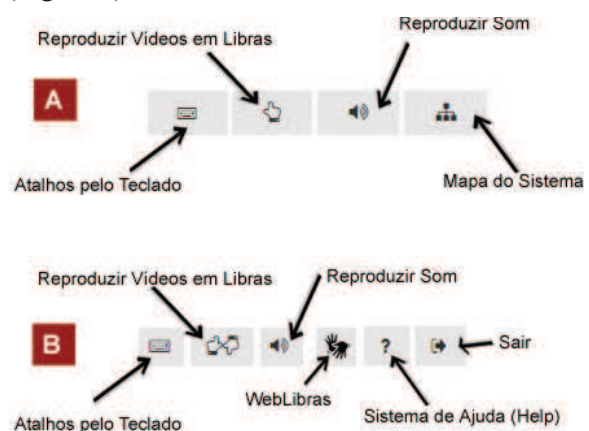 Reproduzir Som
Reproduzir Vídeos em Libras
A
Atalhos pelo Teclado
Mapa do Sistema
Reproduzir Vídeos em Libras
Reproduzir Som
B
?
Sair
WebLibras
Sistema de Ajuda (Help)
Atalhos pelo Teclado